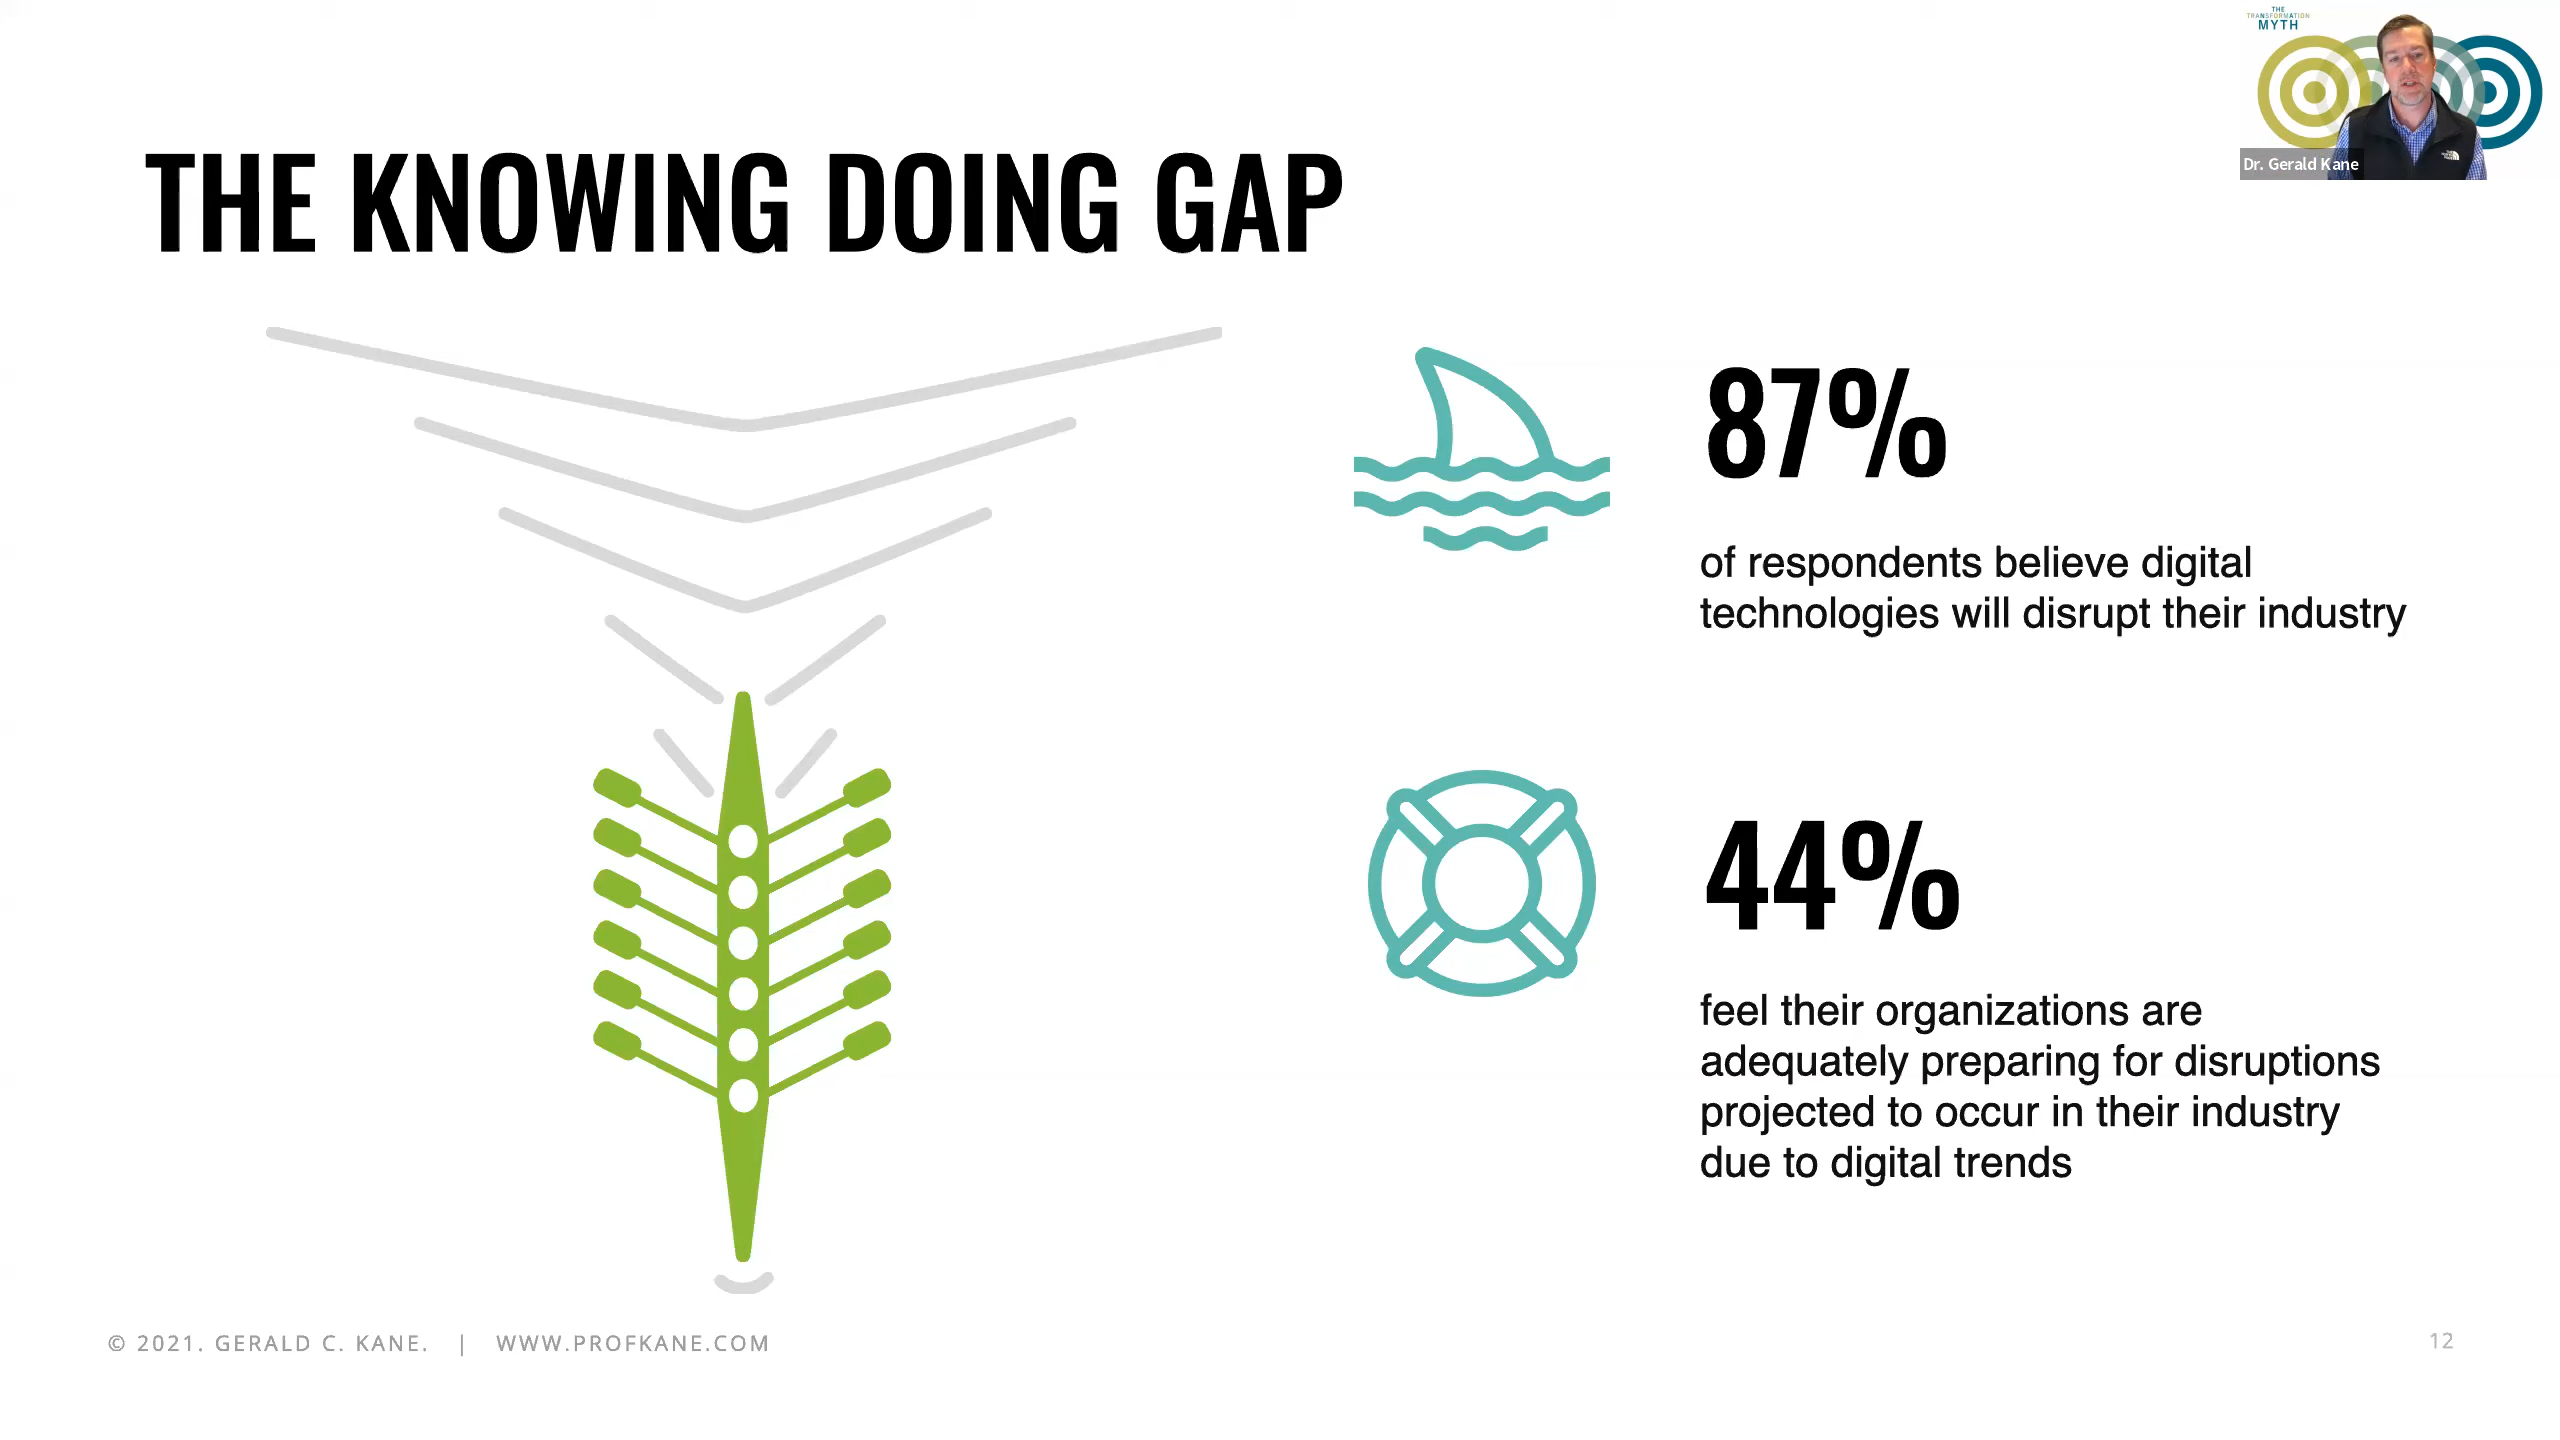 THE
TRANSFORMATION
MYTH
Dr. Gerald Kane
THE KNOWING DOING GAP
87%
of respondents believe digital
technologies will disrupt their industry
44%
feel their organizations are
adequately preparing for disruptions
projected to occur in their industry
due to digital trends
© 2021. GERALD C. KANE. | WWW.PROFKANE.COM
12